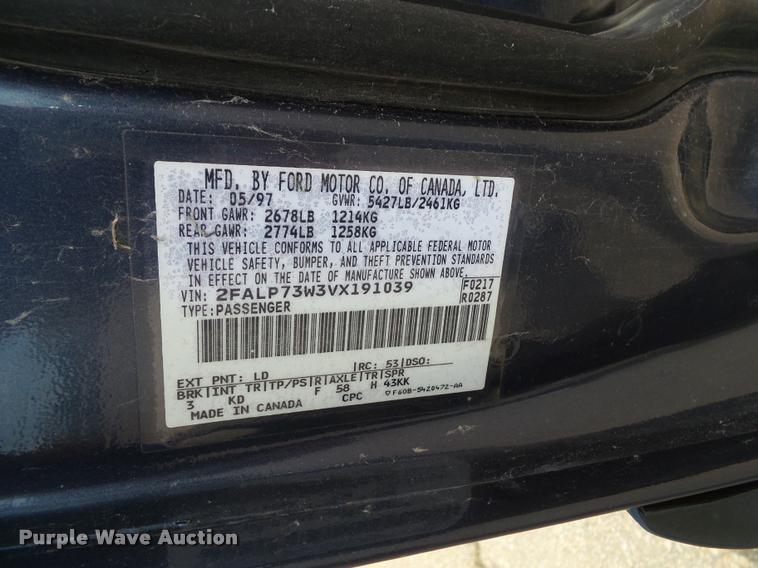 MFD. BY FORD MOTOR CO. OF CANADA, LTD.
DATE: 05/97 GVWR: 5427LB/2461KG
FRONT GAWR: 2678LB 1214KG
REAR GAWR: 2774LB 1258KG
THIS VEHICLE CONFORMS TO ALL APPLICABLE FEDERAL MOTOR
VEHICLE SAFETY, BUMPER, AND THEFT PREVENTION STANDARDS
IN EFFECT ON THE DATE OF MANUFACTURE SHOWN ABOVE.
VIN: 2FALP73W3VX191039 F0217
TYPE: PASSENGER R0287
EXT PNT: LD |RC: 53|DSO:
BRK|INT TR|TP/PS|R|AXLE|TR|SPR
3 KD F 58 H 43KK
MADE IN CANADA CPC ▽F60B-5420472-AA
Purple Wave Auction